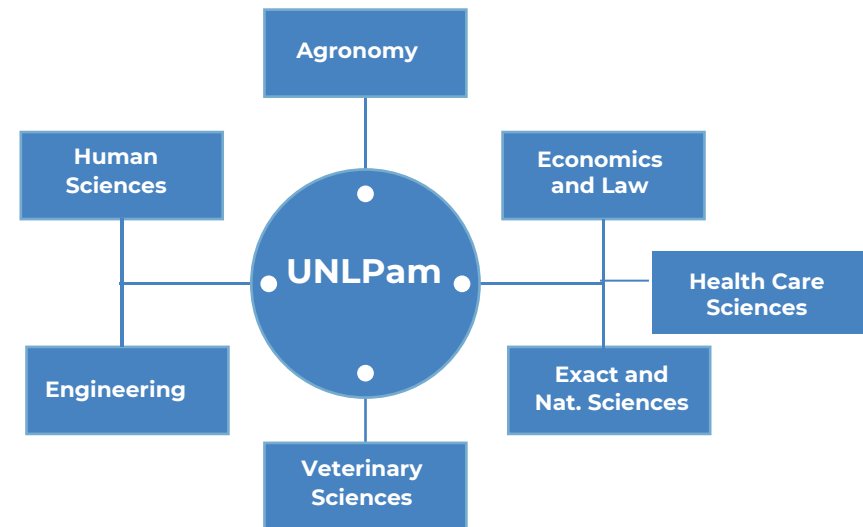 Agronomy
Human
Sciences
Economics
and Law
UNLPam
Health Care
Sciences
Engineering
Exact and
Nat. Sciences
Veterinary
Sciences